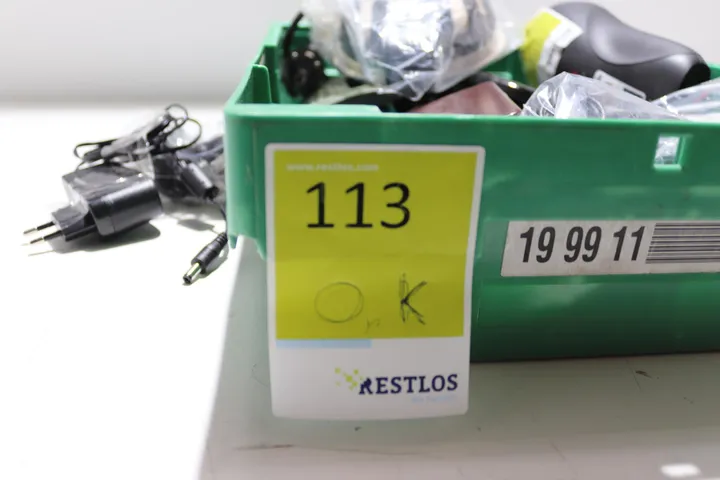 www.restlos.com
113
O K
RESTLOS
19 99 11